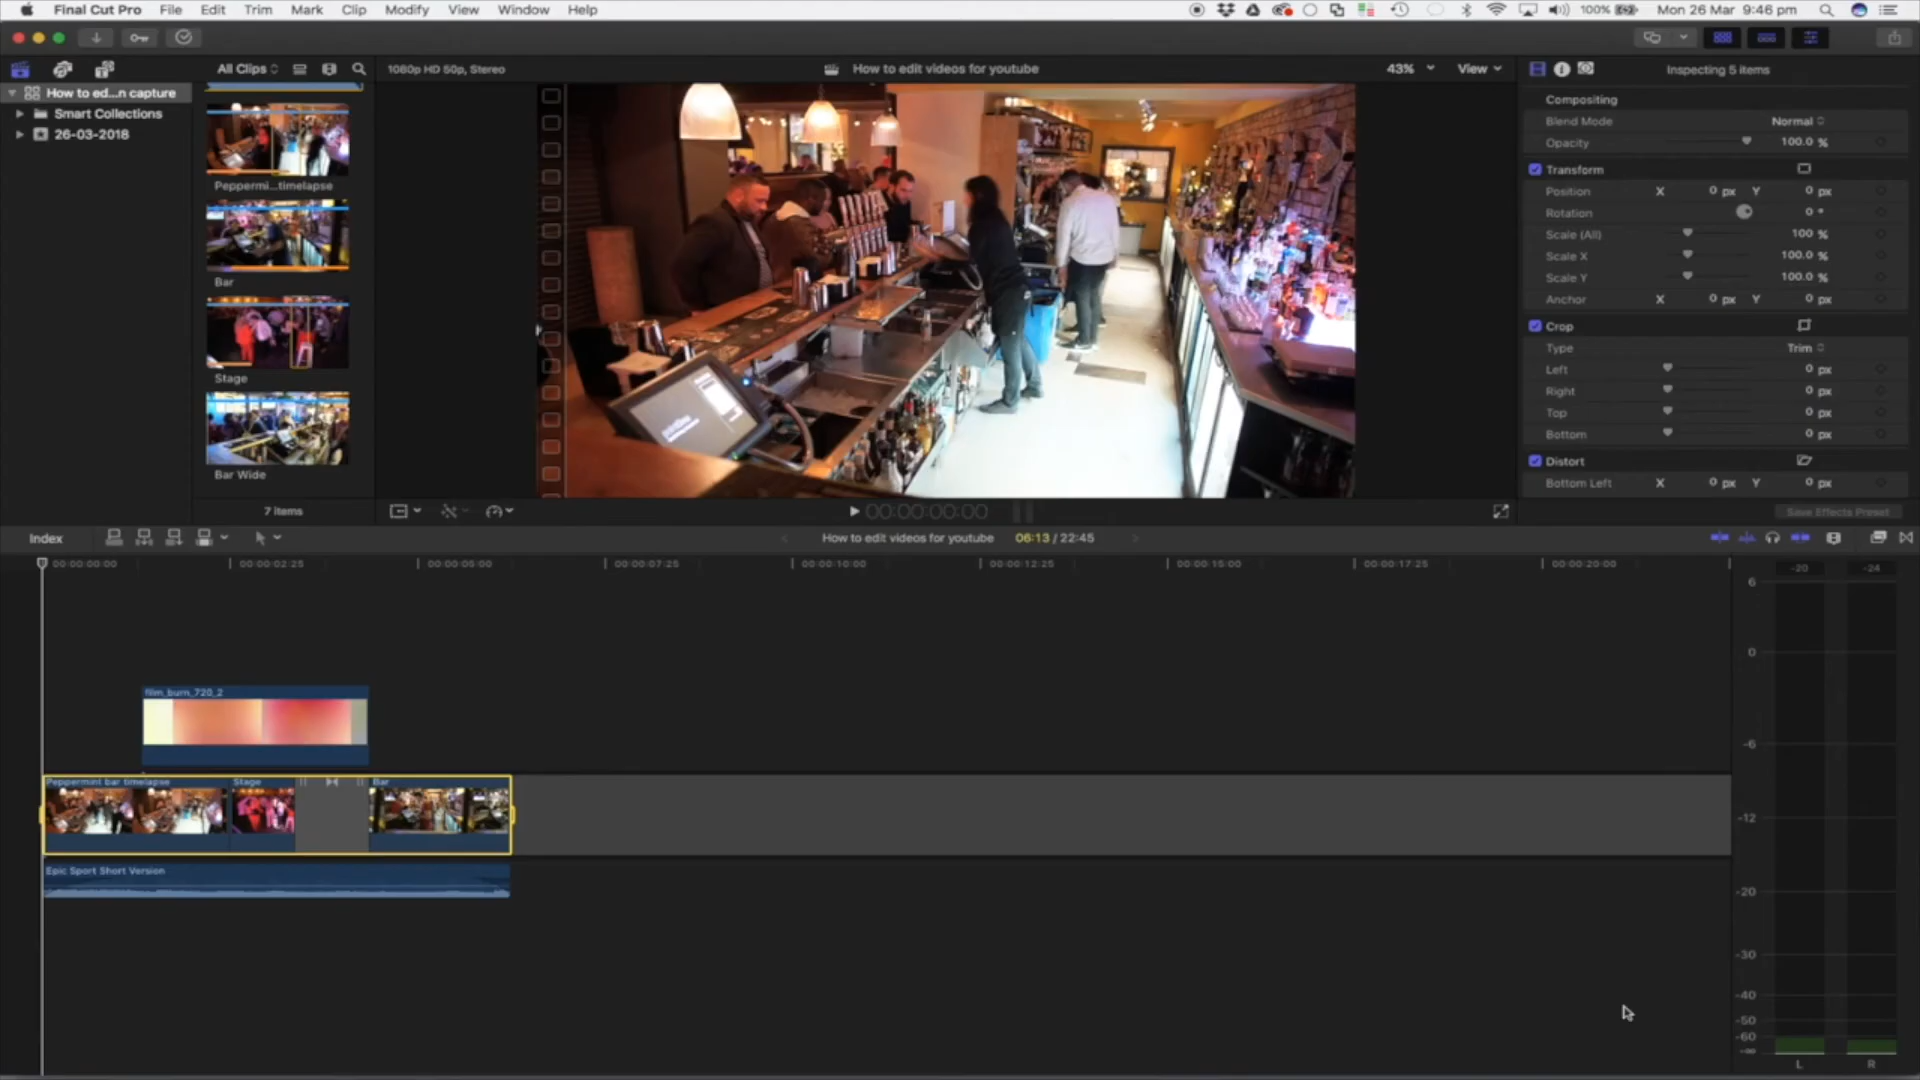 Final Cut Pro File Edit Trim Mark Clip Modify View Window Help
100% Mon 26 Mar 9:46 pm
All Clips
1080p HD 50p, Stereo
How to edit videos for youtube
43%
View
Inspecting 5 items
How to ed...n capture
Smart Collections
26-03-2018
Peppermi...timelapse
Bar
Stage
Bar Wide
7 items
00:00:00:00
Compositing
Blend Mode Normal
Opacity 100.0 %
Transform
Position X 0 px Y 0 px
Rotation 0 °
Scale (All) 100 %
Scale X 100.0 %
Scale Y 100.0 %
Anchor X 0 px Y 0 px
Crop
Type Trim
Left 0 px
Right 0 px
Top 0 px
Bottom 0 px
Distort
Bottom Left X 0 px Y 0 px
Save Effects Preset
Index
How to edit videos for youtube 06:13 / 22:45
00:00:00:00 00:00:02:25 00:00:05:00 00:00:07:25 00:00:10:00 00:00:12:25 00:00:15:00 00:00:17:25 00:00:20:00
film_burn_720_2
Peppermint bar timelapse Stage Bar
Epic Sport Short Version
-20 -24
6
0
-6
-12
-20
-30
-40
-50
-60
-∞
L R